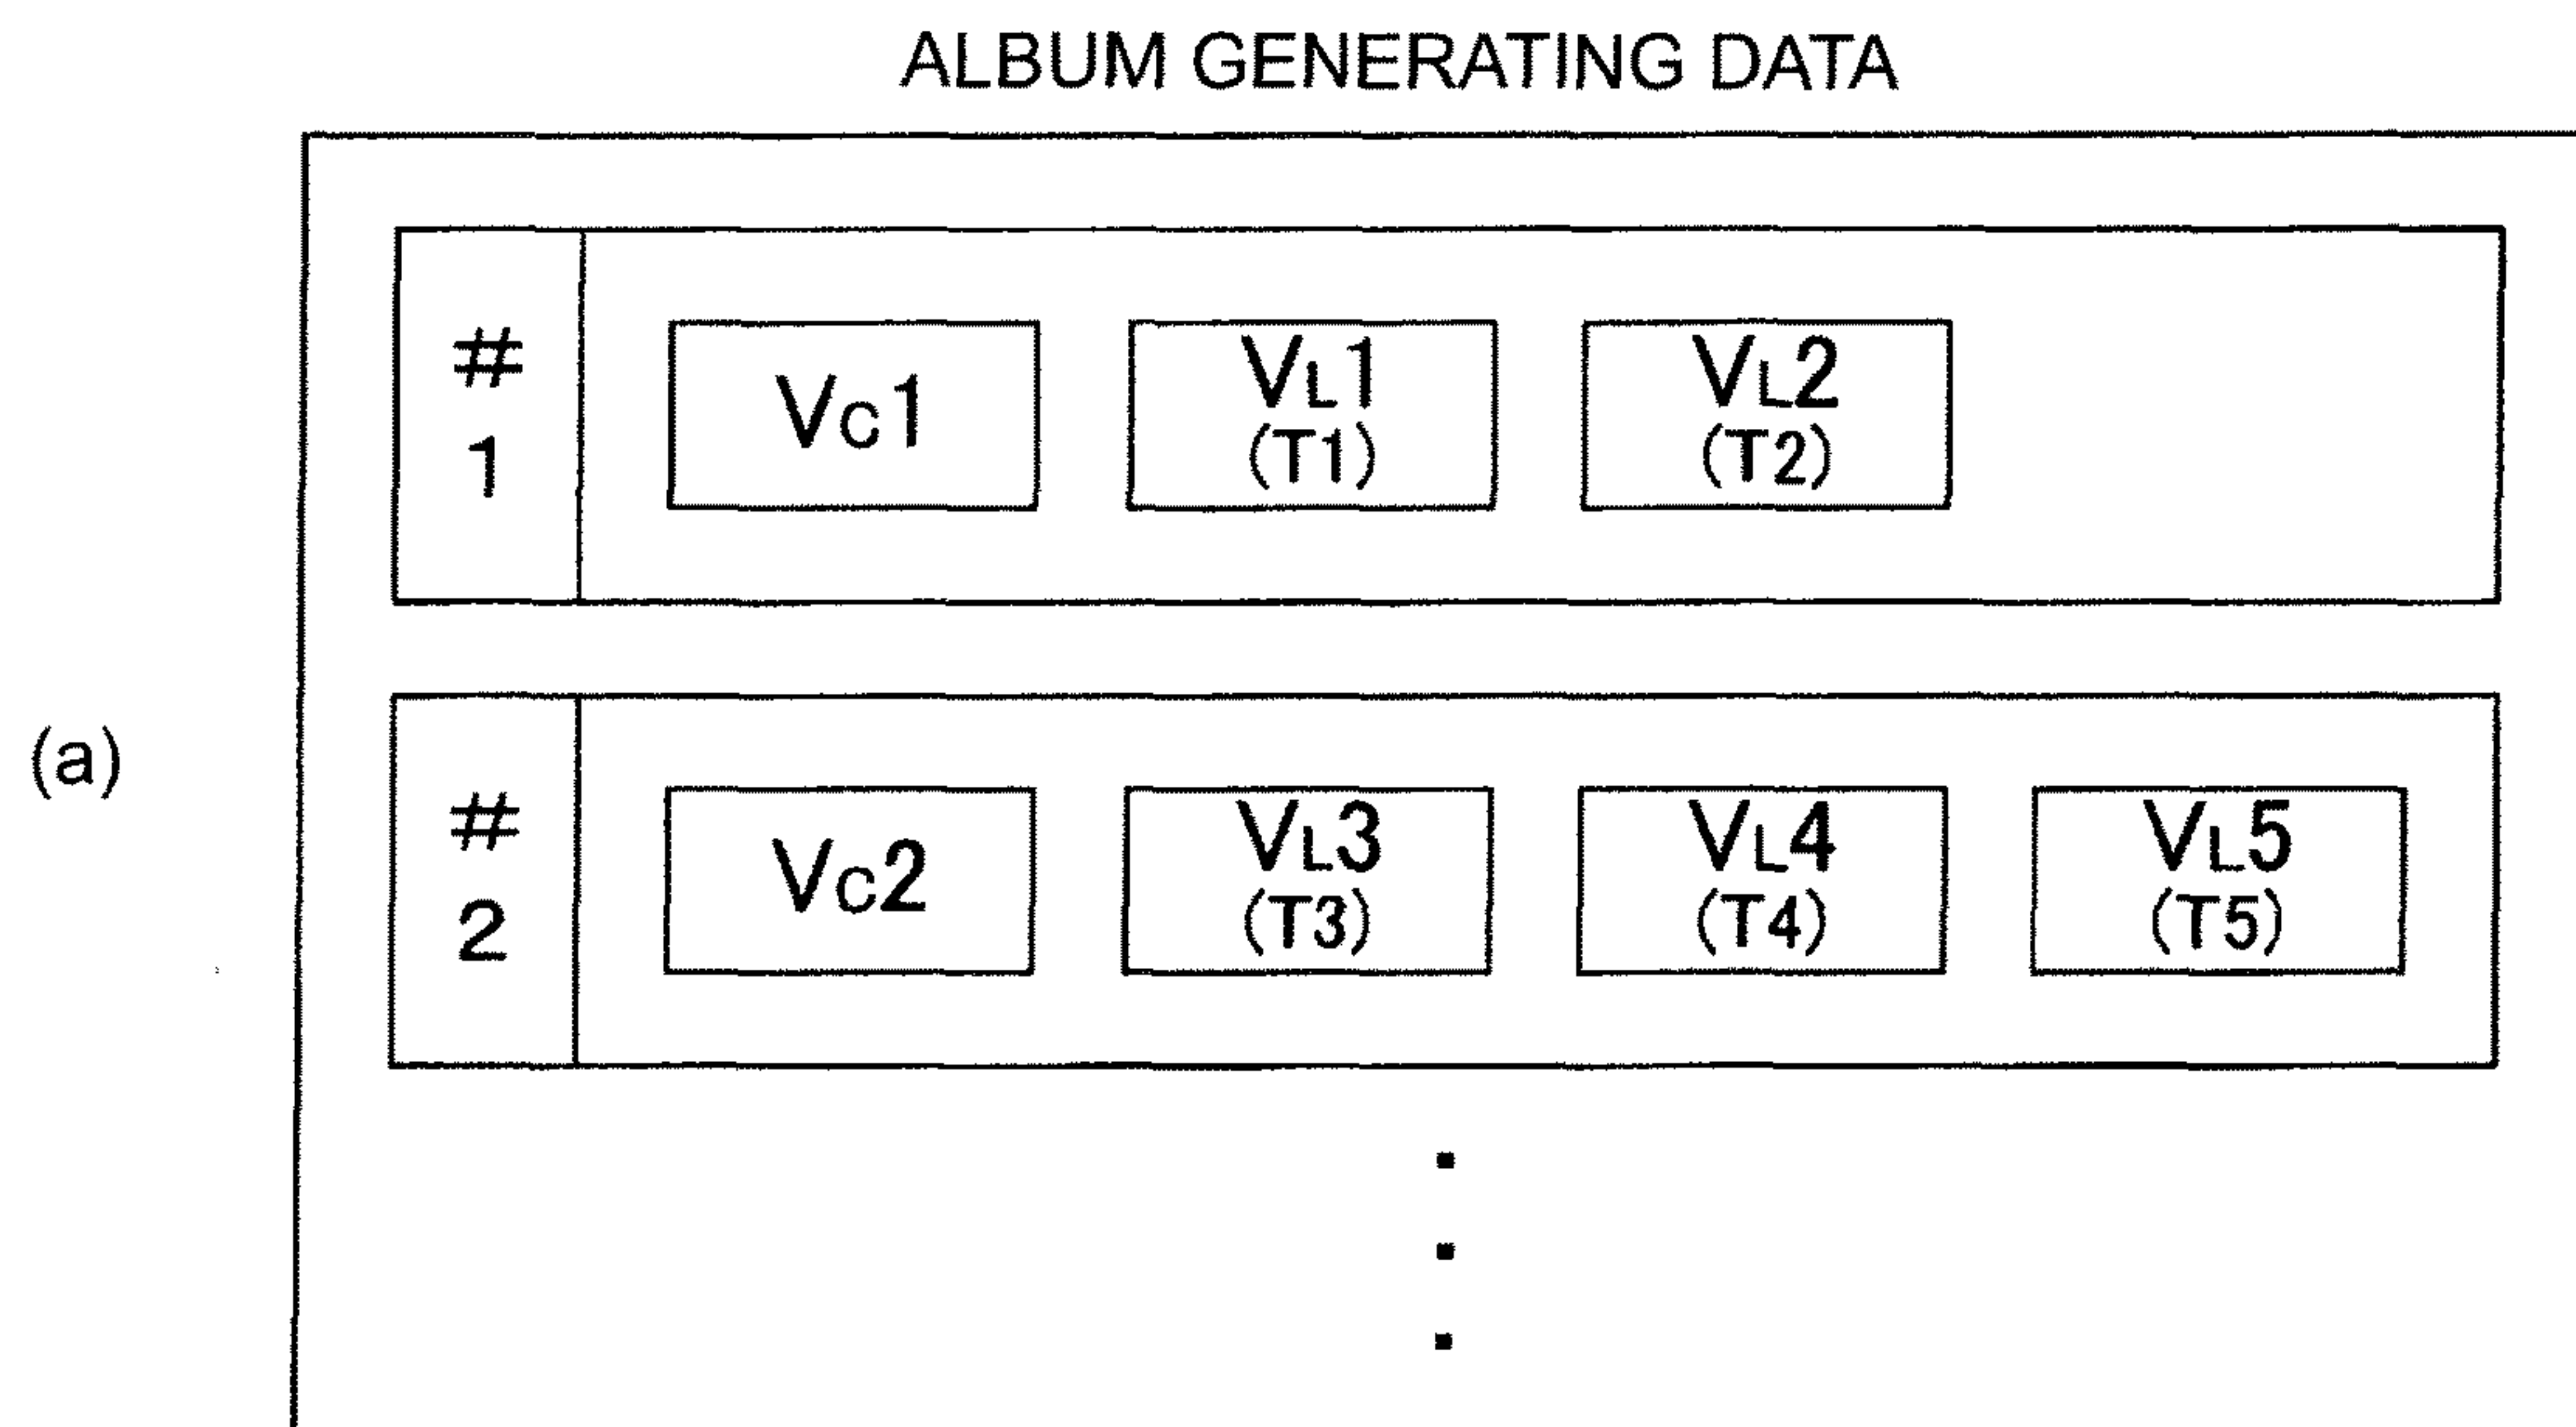 ALBUM GENERATING DATA
#
1
VC1
VL1
(T1)
VL2
(T2)
(a)
#
2
VC2
VL3
(T3)
VL4
(T4)
VL5
(T5)